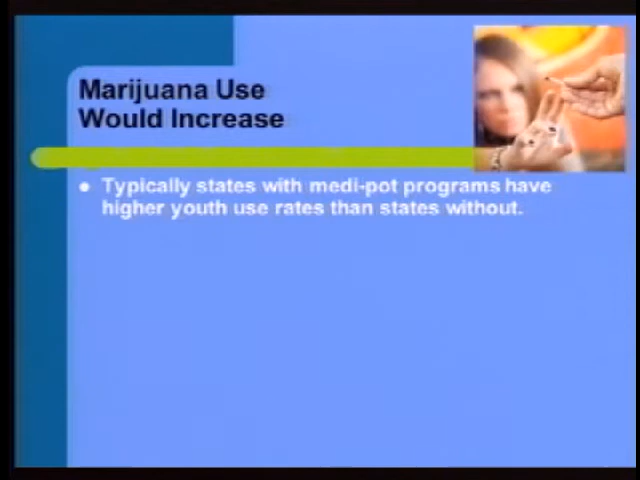 Marijuana Use
Would Increase
Typically states with medi-pot programs have
higher youth use rates than states without.